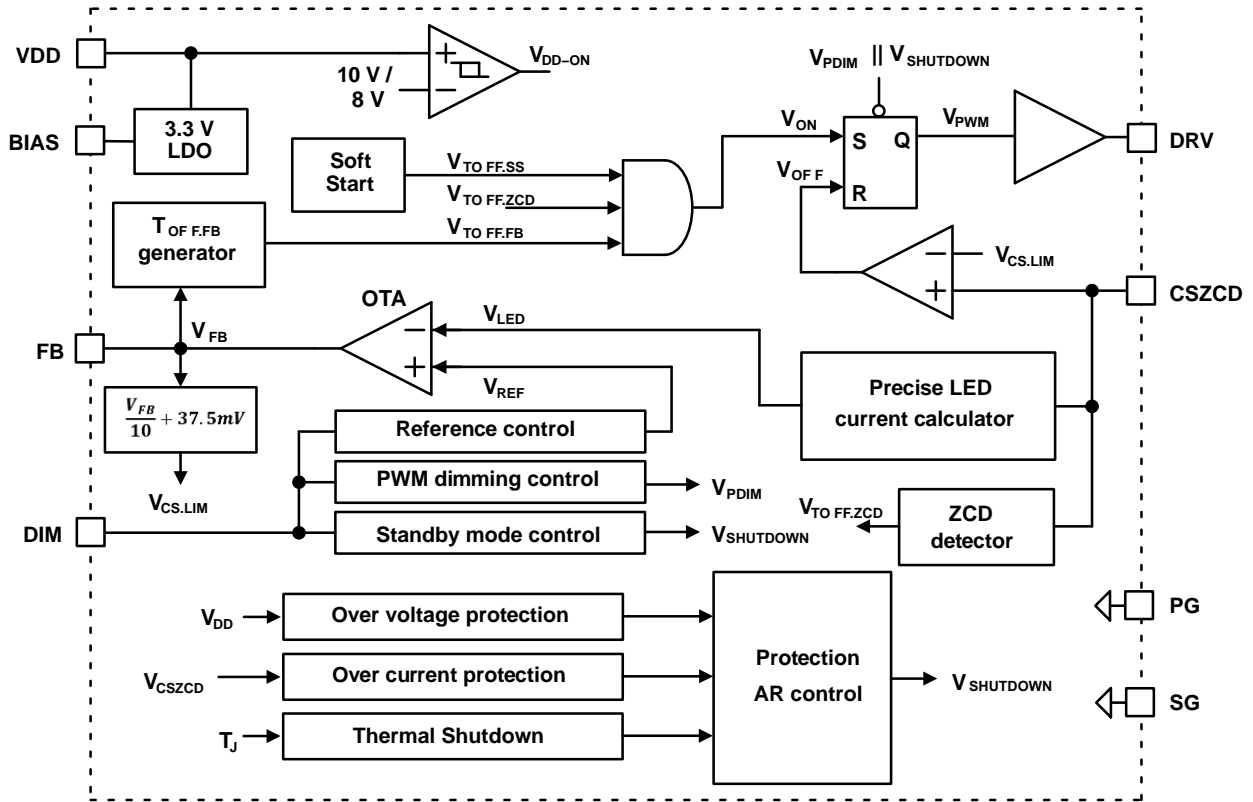 VDD
BIAS
3.3 V
LDO
10 V /
8 V
+
−
VDD−ON
VPDIM || VSHUTDOWN
Soft
Start
VTO FF.SS
VTO FF.ZCD
VTO FF.FB
VON
VOF F
S
R
Q
VPWM
DRV
TOF F.FB
generator
−
+
VCS.LIM
CSZCD
OTA
−
+
VLED
VREF
FB
VFB
VFB/10 + 37.5mV
VCS.LIM
Precise LED
current calculator
Reference control
PWM dimming control
VPDIM
DIM
Standby mode control
VSHUTDOWN
VTO FF.ZCD
ZCD
detector
VDD
Over voltage protection
VCSZCD
Over current protection
TJ
Thermal Shutdown
Protection
AR control
VSHUTDOWN
PG
SG